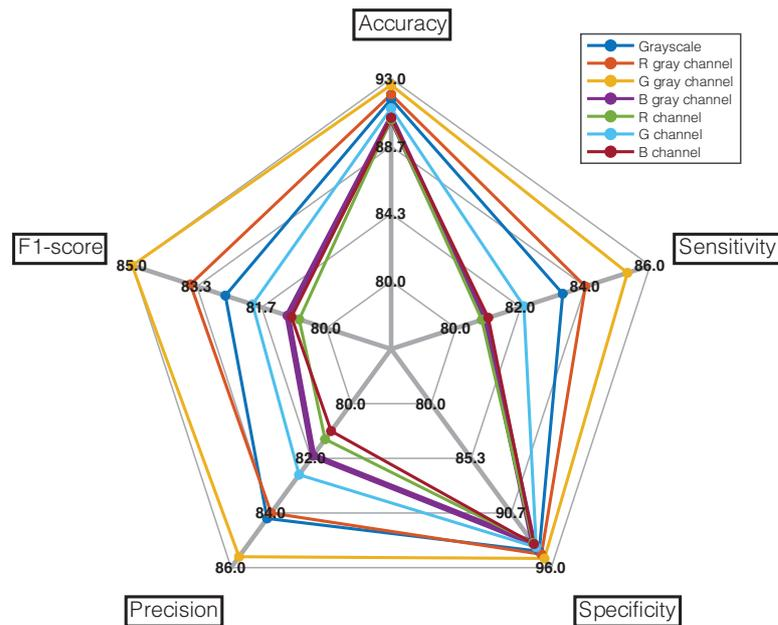 Accuracy
Grayscale
R gray channel
G gray channel
B gray channel
R channel
G channel
B channel
93.0
88.7
84.3
80.0
F1-score
85.0
83.3
81.7
80.0
Sensitivity
80.0
82.0
84.0
86.0
80.0
82.0
84.0
86.0
80.0
85.3
90.7
96.0
Precision
Specificity